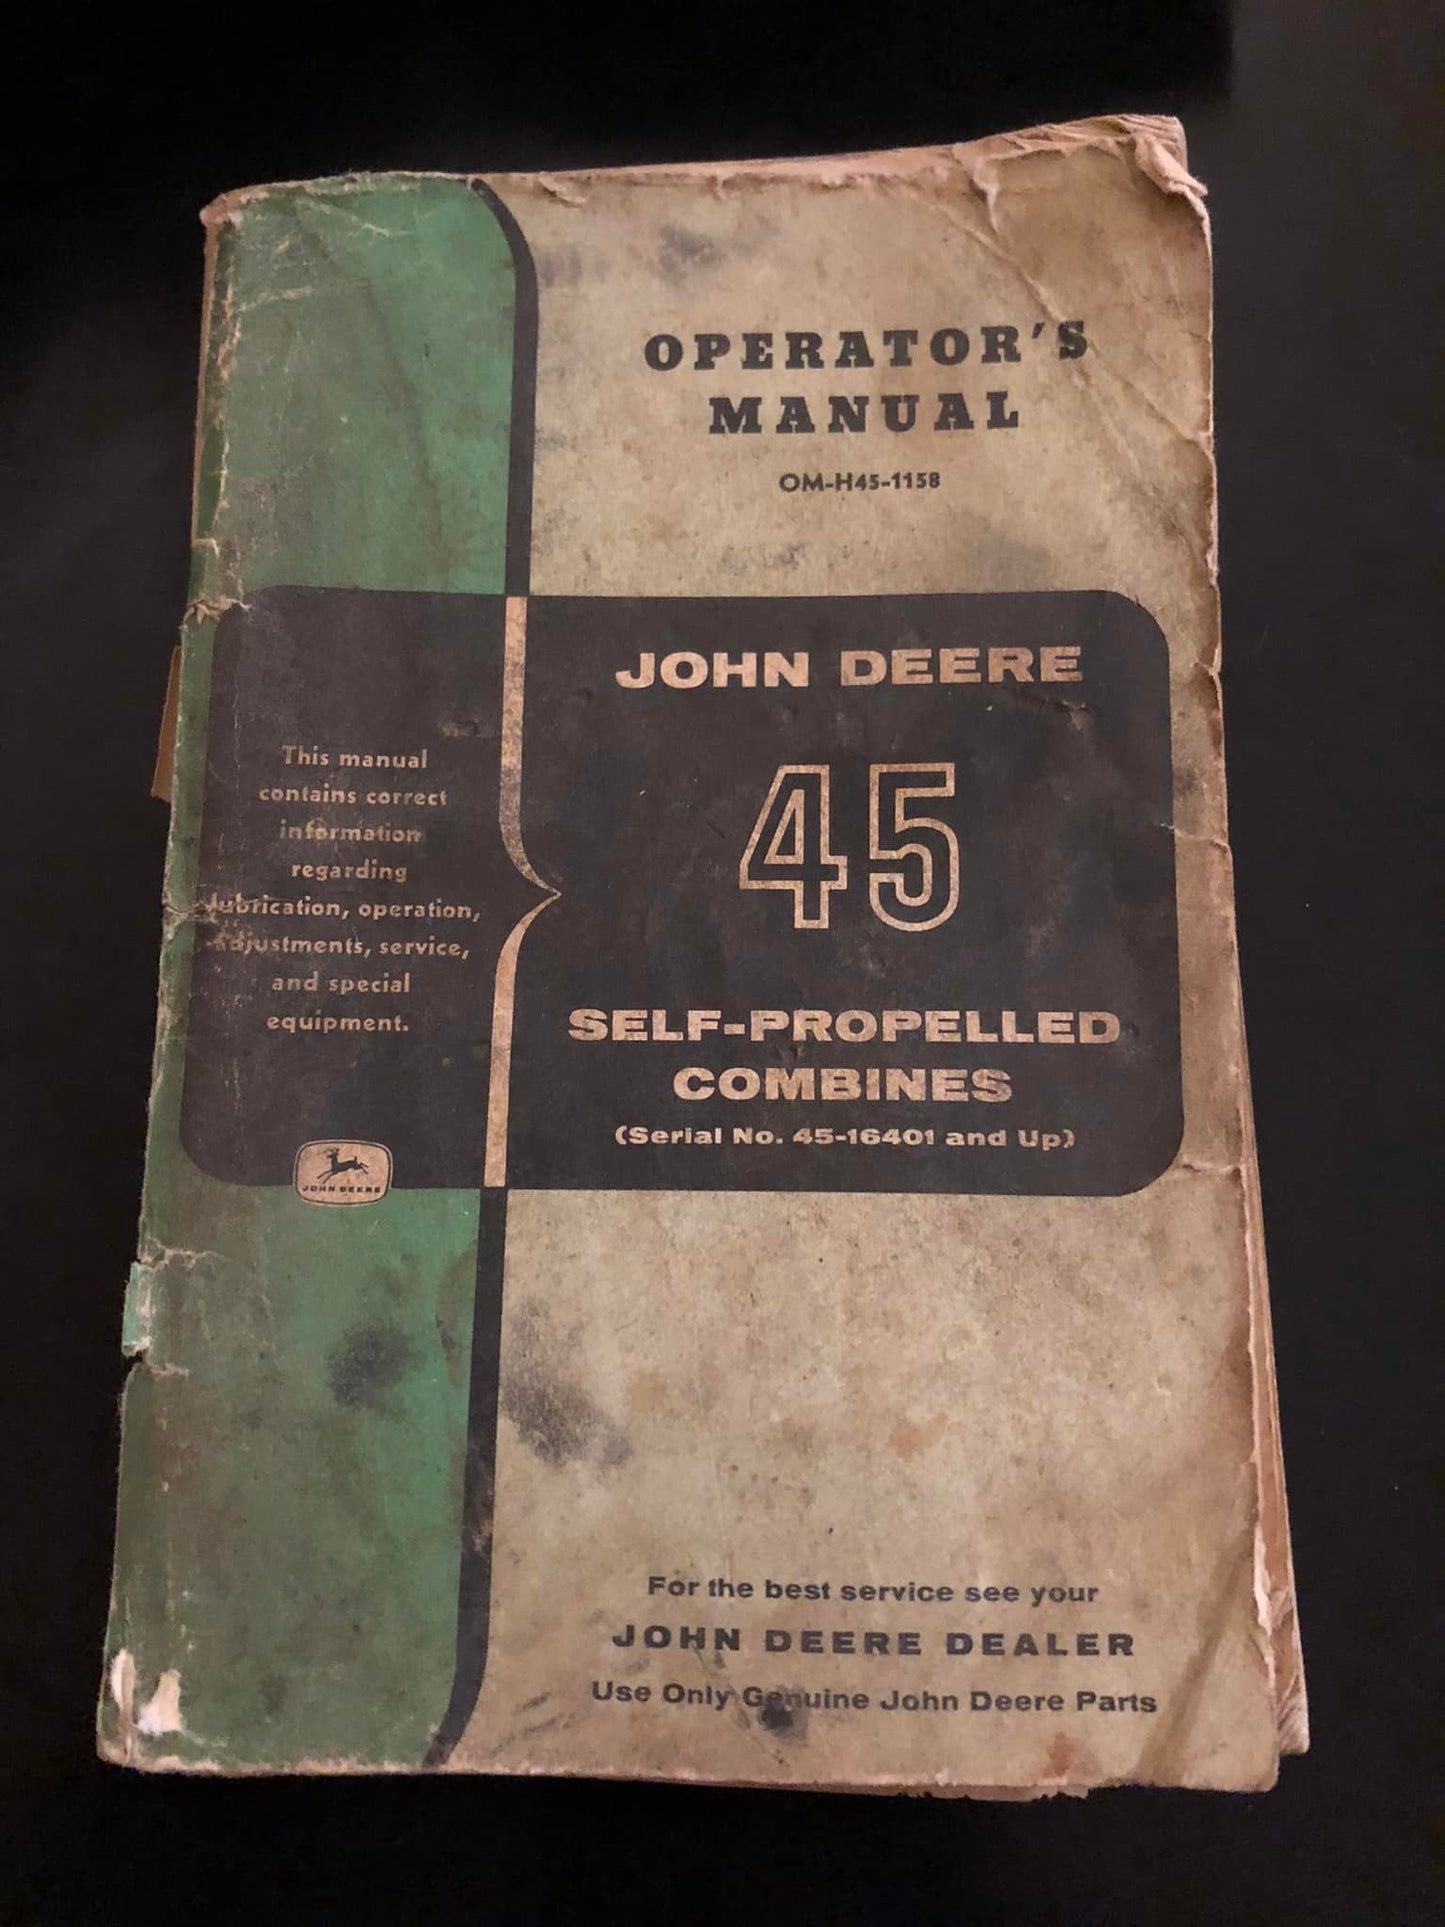 OPERATOR'S
MANUAL
OM-H45-1158
JOHN DEERE
45
SELF-PROPELLED
COMBINES
(Serial No. 45-16401 and Up)
This manual
contains correct
information
regarding
lubrication, operation,
adjustments, service,
and special
equipment.
JOHN DEERE
For the best service see your
JOHN DEERE DEALER
Use Only Genuine John Deere Parts